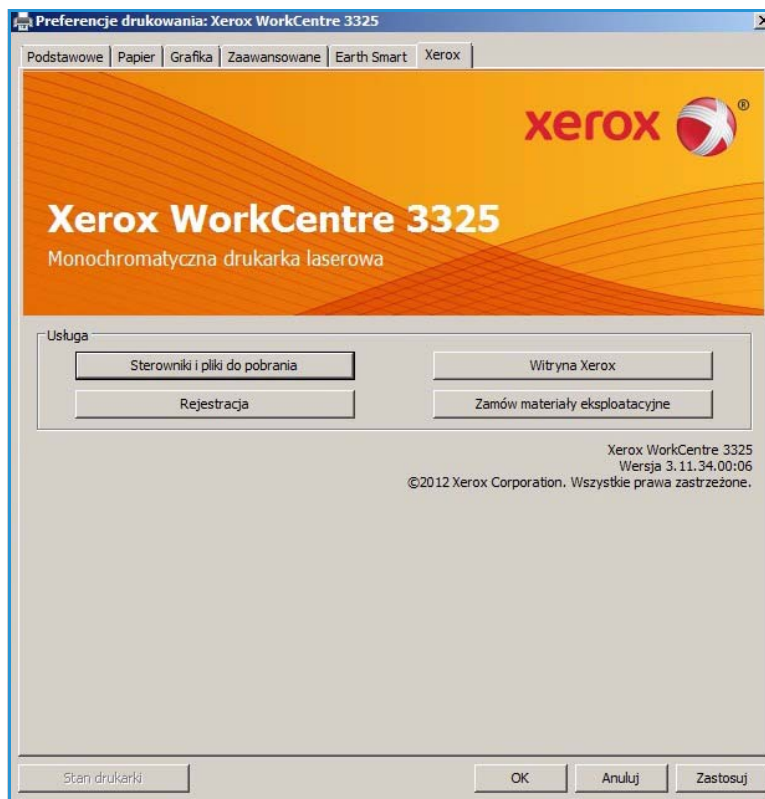 Preferencje drukowania: Xerox WorkCentre 3325
Podstawowe Papier Grafika Zaawansowane Earth Smart Xerox
xerox ®
Xerox WorkCentre 3325
Monochromatyczna drukarka laserowa
Usługa
Sterowniki i pliki do pobrania Witryna Xerox
Rejestracja Zamów materiały eksploatacyjne
Xerox WorkCentre 3325
Wersja 3.11.34.00:06
©2012 Xerox Corporation. Wszystkie prawa zastrzeżone.
Stan drukarki OK Anuluj Zastosuj